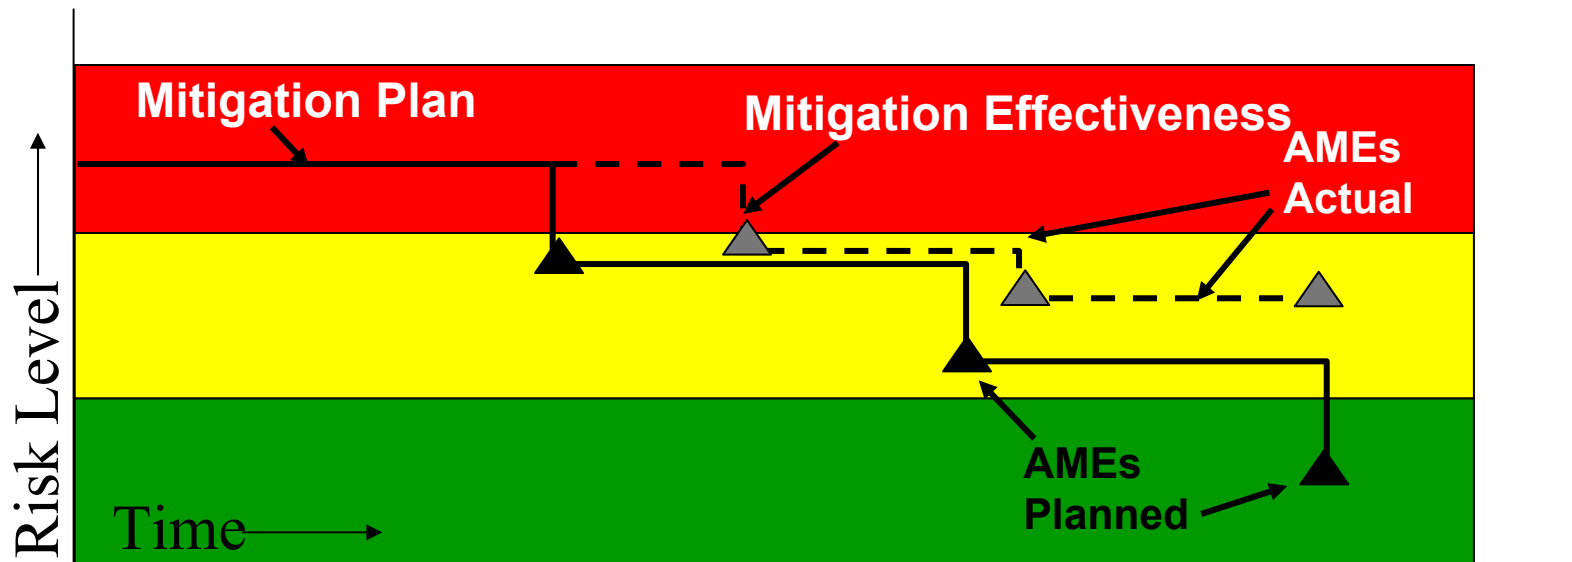 Mitigation Plan
Mitigation Effectiveness
AMEs
Actual
Risk Level
AMEs
Planned
Time